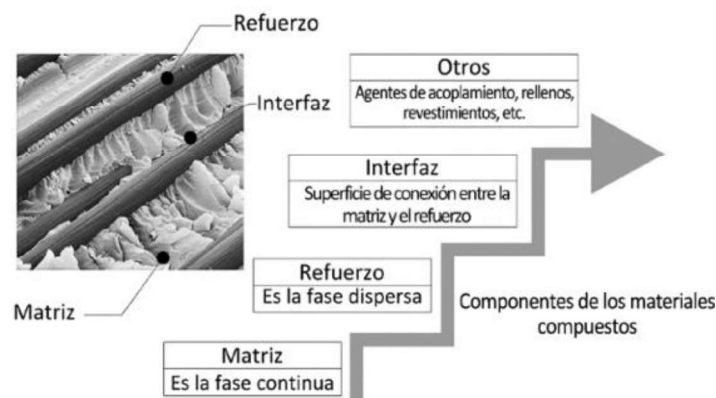 Refuerzo
Interfaz
Matriz
Otros
Agentes de acoplamiento, rellenos,
revestimientos, etc.
Interfaz
Superficie de conexión entre la
matriz y el refuerzo
Refuerzo
Es la fase dispersa
Matriz
Es la fase continua
Componentes de los materiales
compuestos